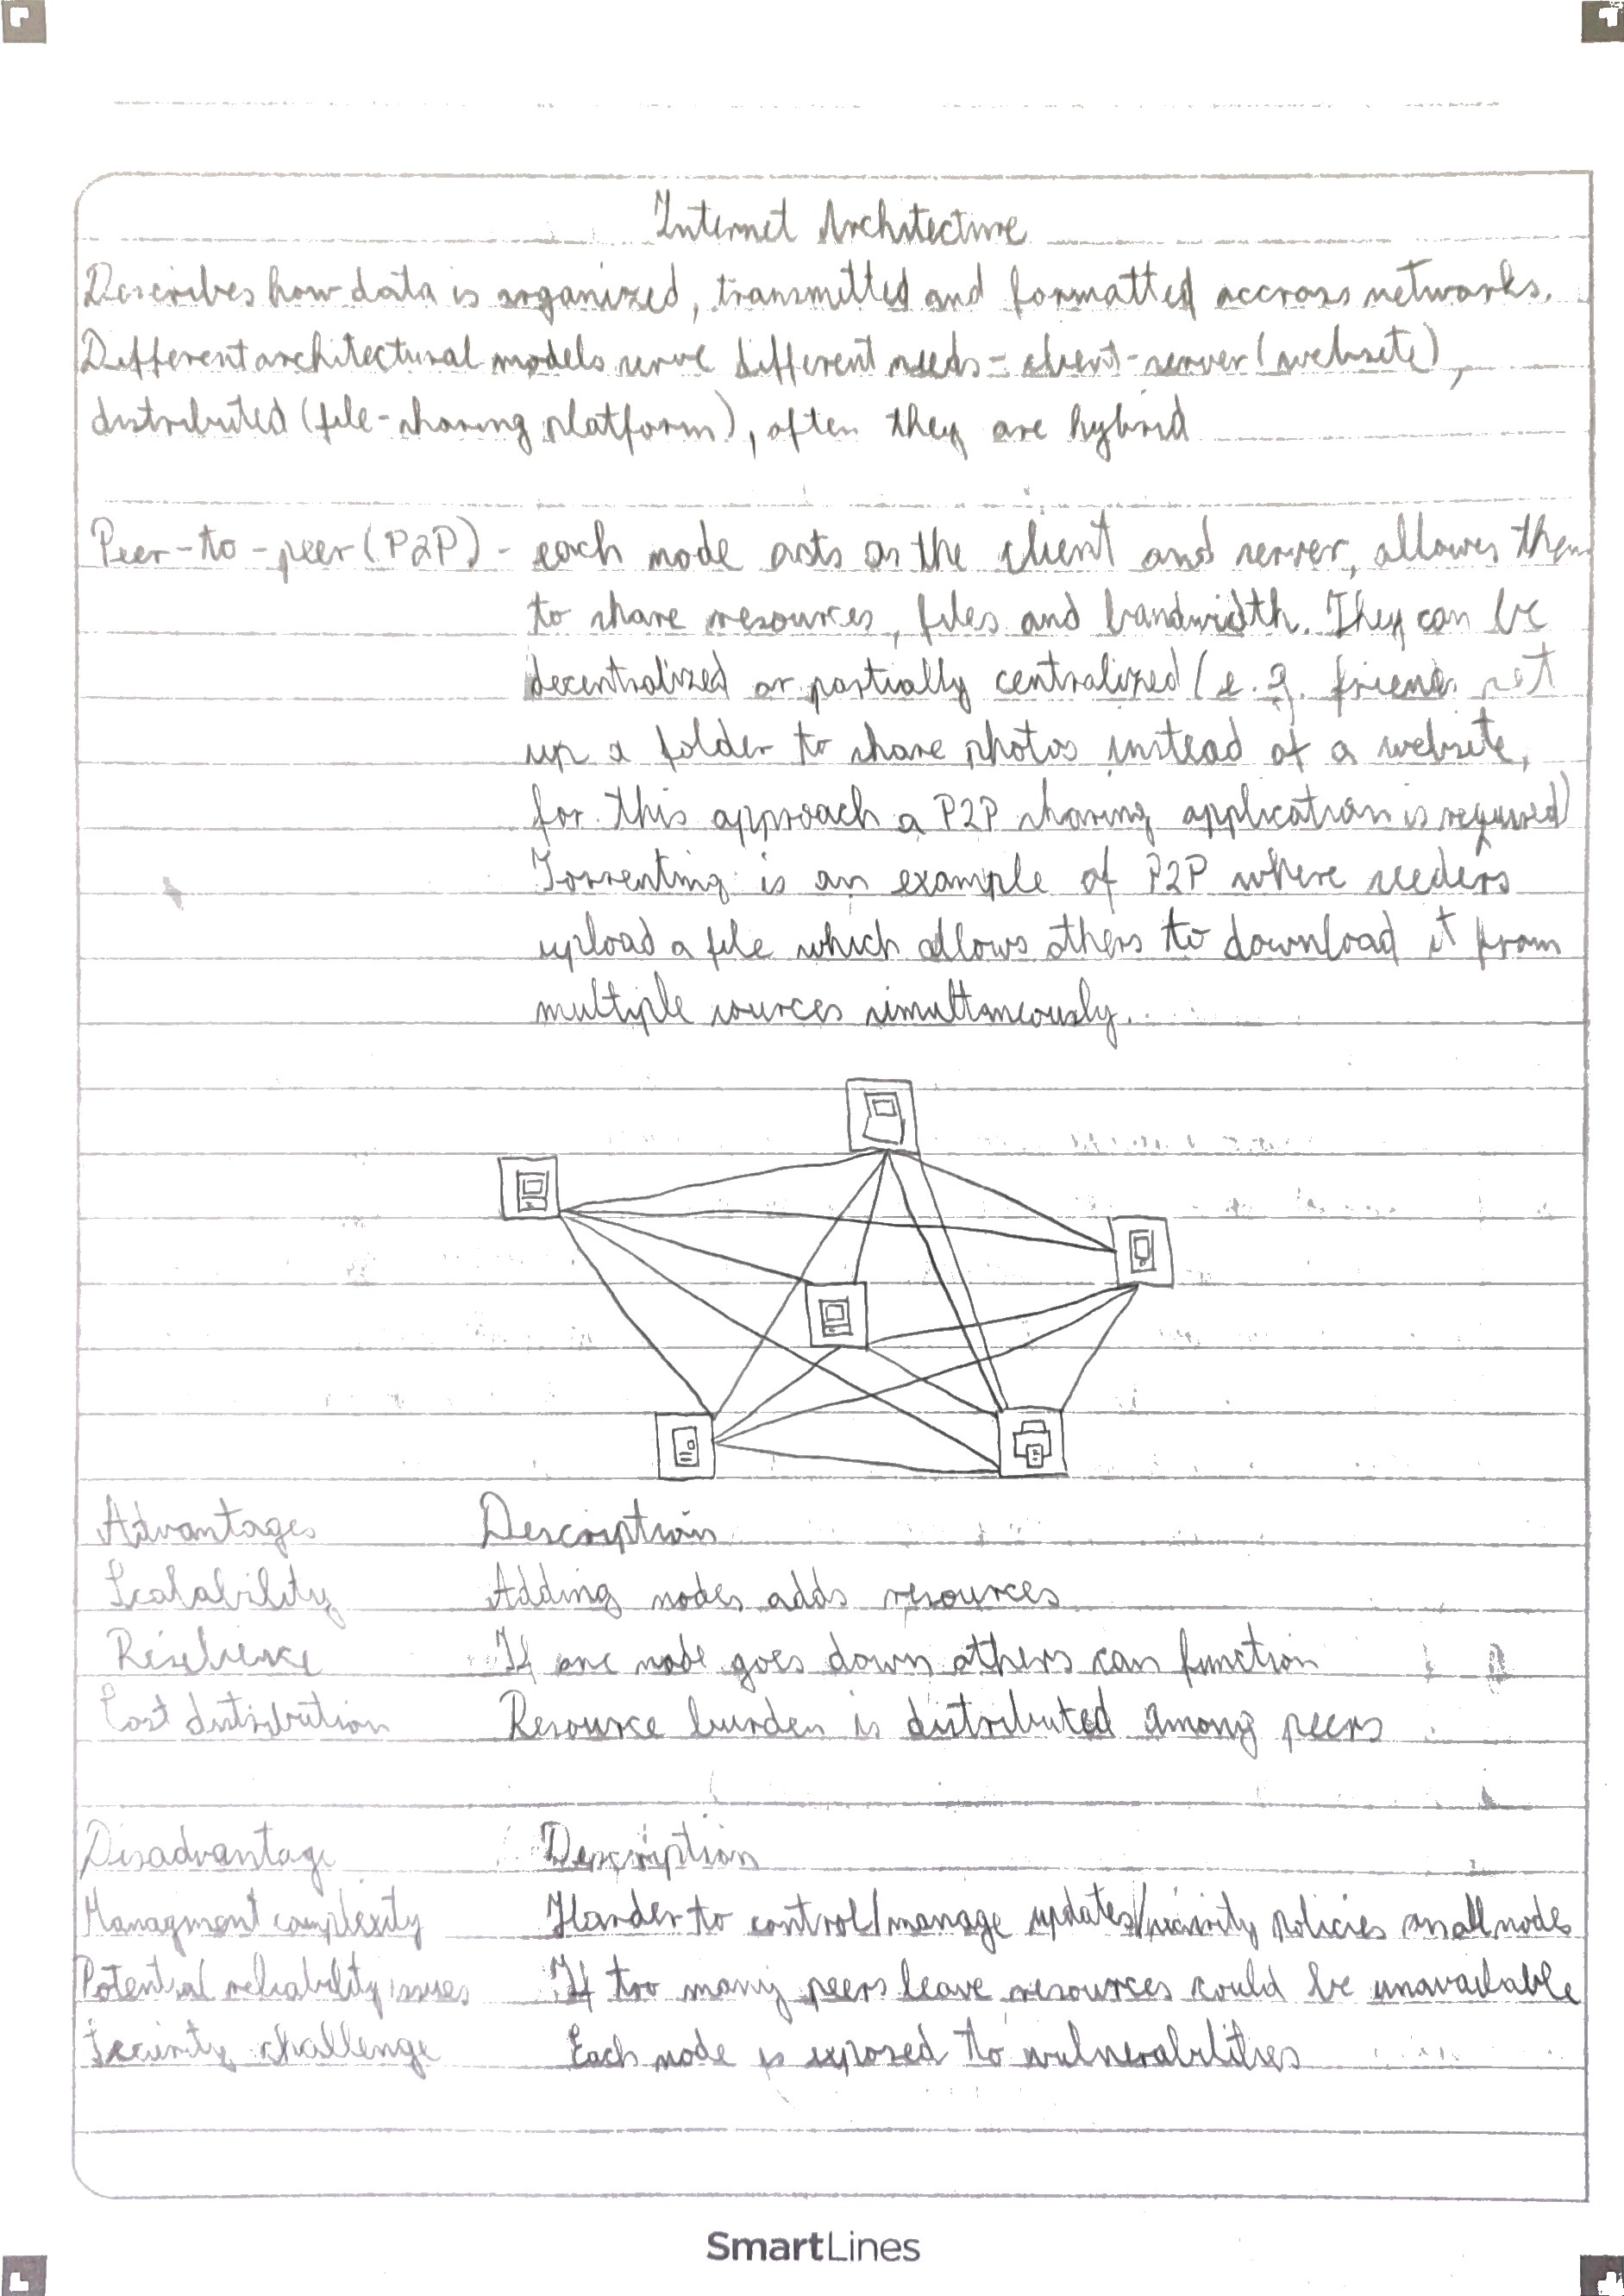 Internet Architecture
Describes how data is organized, transmitted and formatted accross networks.
Different architectural models serve different needs - client-server (website),
distributed (file-sharing platform), often they are hybrid
Peer-to-peer (P2P) - each node acts as the client and server, allows them
to share resources, files and bandwidth. They can be
decentralized or partially centralized (e.g. friends set
up a folder to share photos instead of a website,
for this approach a P2P sharing application is required)
Torrenting is an example of P2P where seeders
upload a file which allows others to download it from
multiple sources simultaneously.
Advantages Description
Scalability Adding nodes adds resources
Resilience If one node goes down others can function
Cost distribution Resource burden is distributed among peers
Disadvantage Description
Managment complexity Harder to control/manage updates/security policies on all nodes
Potential reliability issues If too many peers leave resources could be unavailable
Security challenge Each node is exposed to vulnerabilities
SmartLines